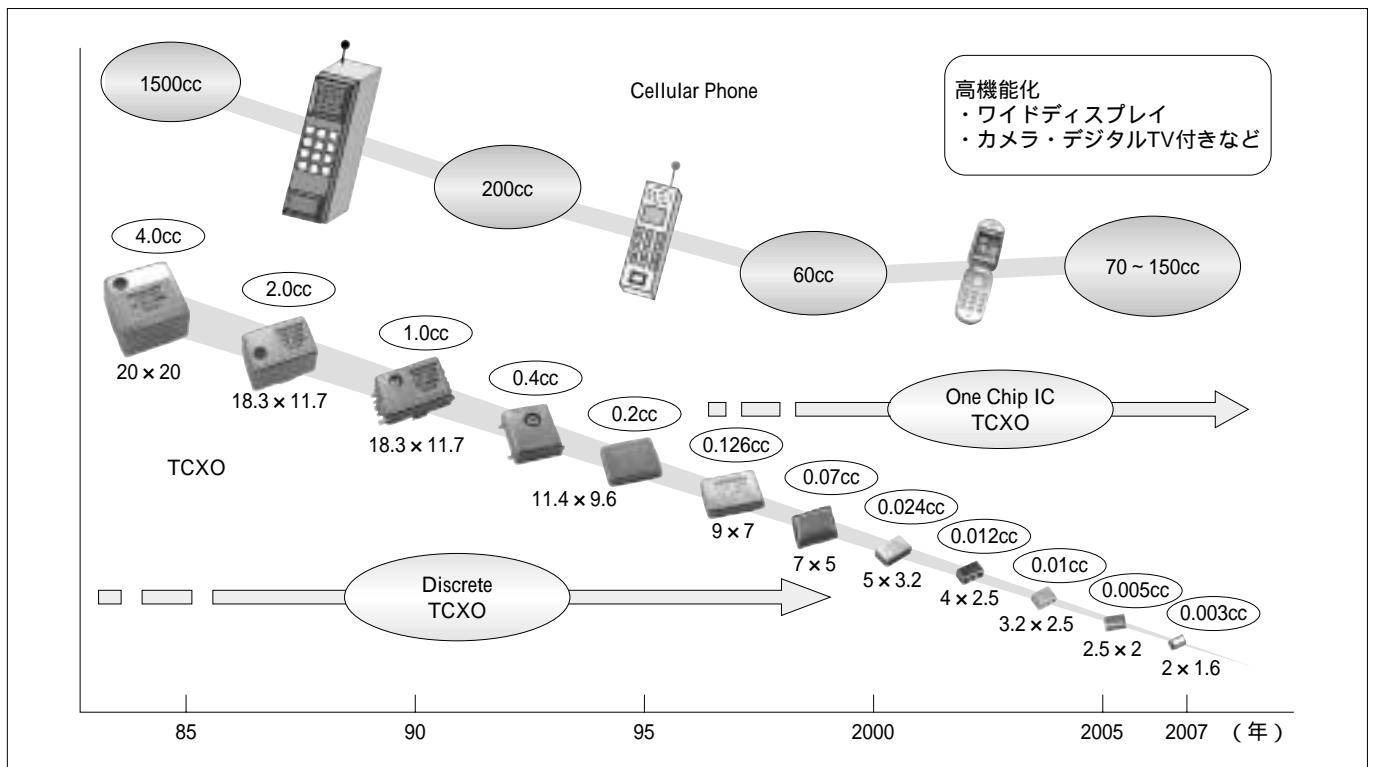 1500cc
Cellular Phone
高機能化
・ワイドディスプレイ
・カメラ・デジタルTV付きなど
200cc
60cc
70 ~ 150cc
4.0cc
20 × 20
2.0cc
18.3 × 11.7
1.0cc
18.3 × 11.7
0.4cc
0.2cc
11.4 × 9.6
0.126cc
9 × 7
0.07cc
7 × 5
0.024cc
5 × 3.2
0.012cc
4 × 2.5
0.01cc
3.2 × 2.5
0.005cc
2.5 × 2
0.003cc
2 × 1.6
One Chip IC
TCXO
TCXO
Discrete
TCXO
85
90
95
2000
2005
2007
（年）